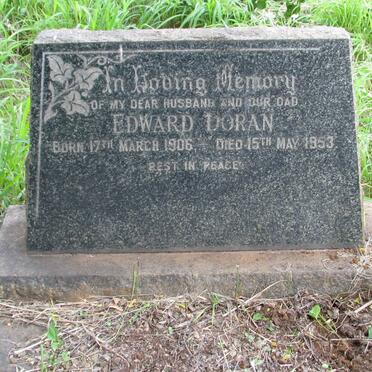 In Loving Memory
OF MY DEAR HUSBAND AND OUR DAD
EDWARD DORAN
BORN 17TH MARCH 1906 - DIED 15TH MAY 1953
REST IN PEACE